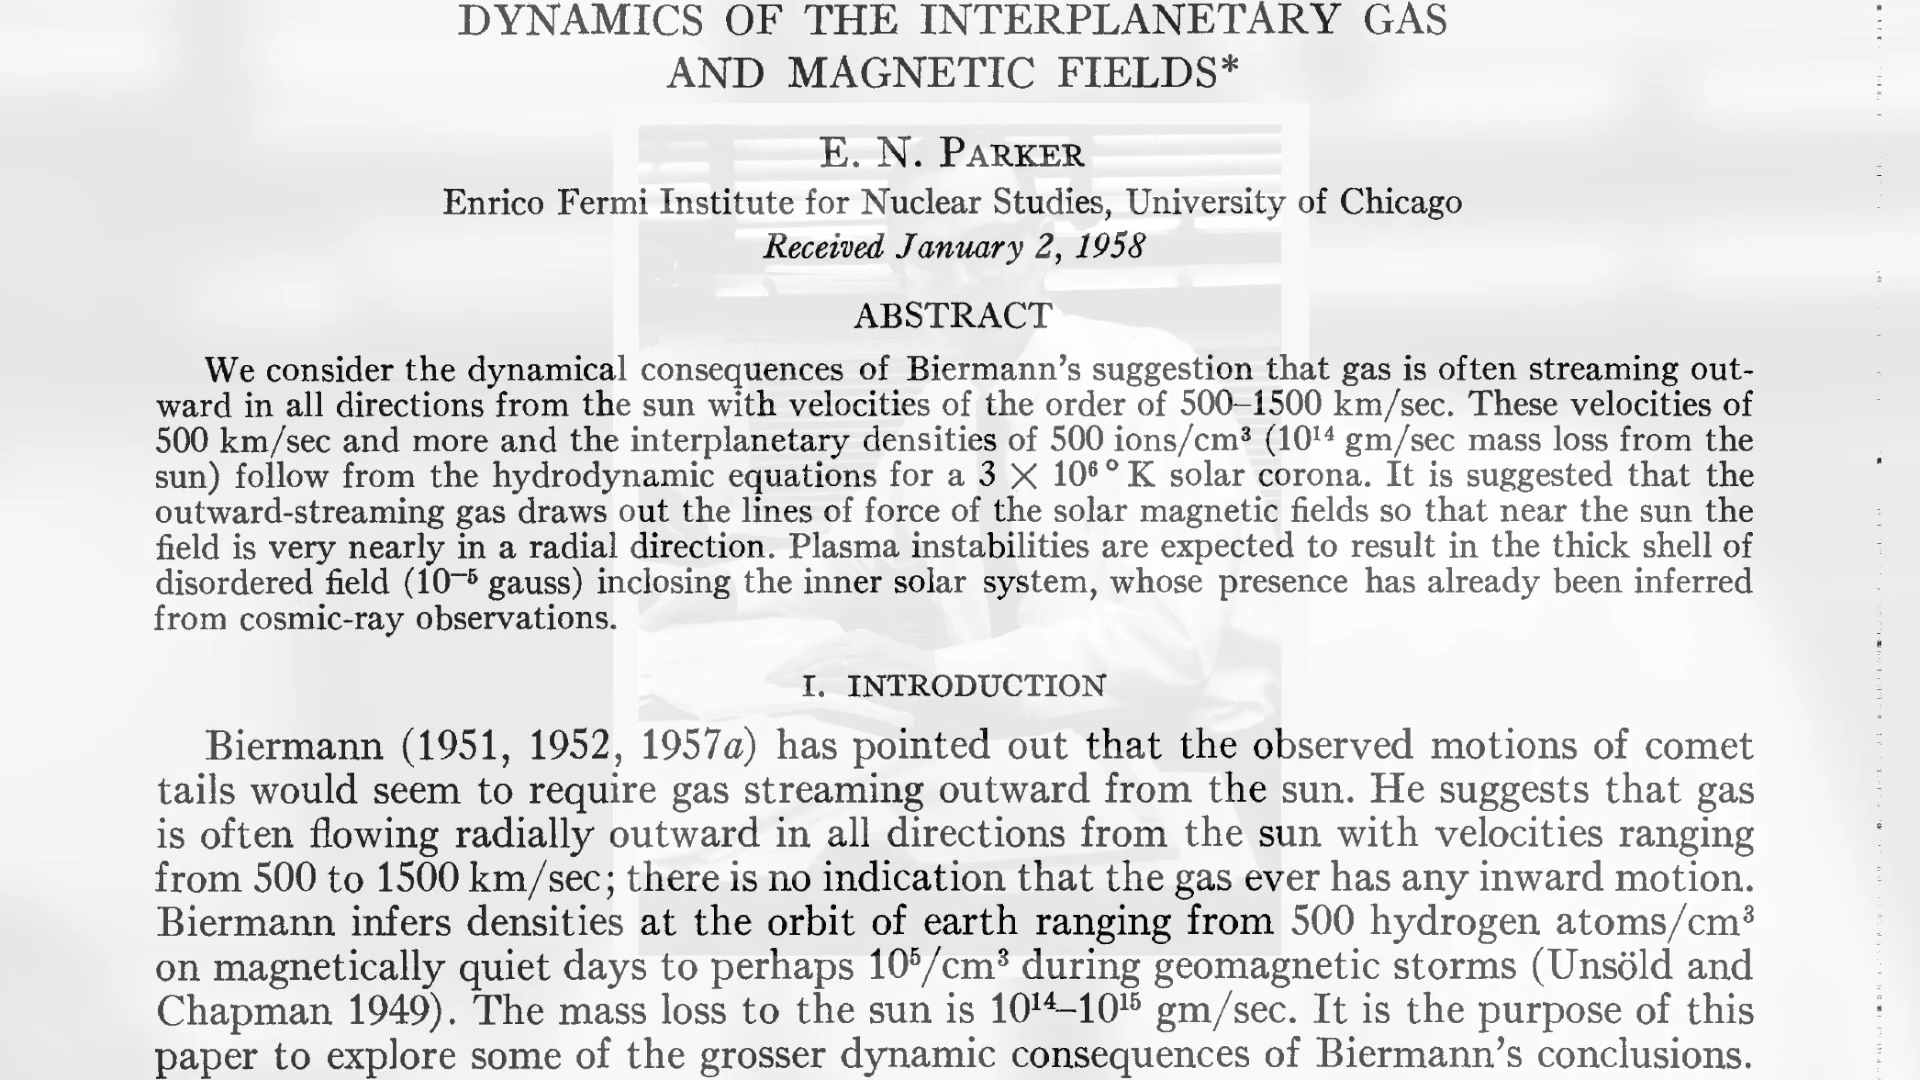 DYNAMICS OF THE INTERPLANETARY GAS
AND MAGNETIC FIELDS*
E. N. PARKER
Enrico Fermi Institute for Nuclear Studies, University of Chicago
Received January 2, 1958
ABSTRACT
We consider the dynamical consequences of Biermann's suggestion that gas is often streaming out-
ward in all directions from the sun with velocities of the order of 500–1500 km/sec. These velocities of
500 km/sec and more and the interplanetary densities of 500 ions/cm³ (10¹⁴ gm/sec mass loss from the
sun) follow from the hydrodynamic equations for a 3 × 10⁶ ° K solar corona. It is suggested that the
outward-streaming gas draws out the lines of force of the solar magnetic fields so that near the sun the
field is very nearly in a radial direction. Plasma instabilities are expected to result in the thick shell of
disordered field (10⁻⁵ gauss) inclosing the inner solar system, whose presence has already been inferred
from cosmic-ray observations.
I. INTRODUCTION
Biermann (1951, 1952, 1957a) has pointed out that the observed motions of comet
tails would seem to require gas streaming outward from the sun. He suggests that gas
is often flowing radially outward in all directions from the sun with velocities ranging
from 500 to 1500 km/sec; there is no indication that the gas ever has any inward motion.
Biermann infers densities at the orbit of earth ranging from 500 hydrogen atoms/cm³
on magnetically quiet days to perhaps 10⁵/cm³ during geomagnetic storms (Unsöld and
Chapman 1949). The mass loss to the sun is 10¹⁴–10¹⁵ gm/sec. It is the purpose of this
paper to explore some of the grosser dynamic consequences of Biermann's conclusions.